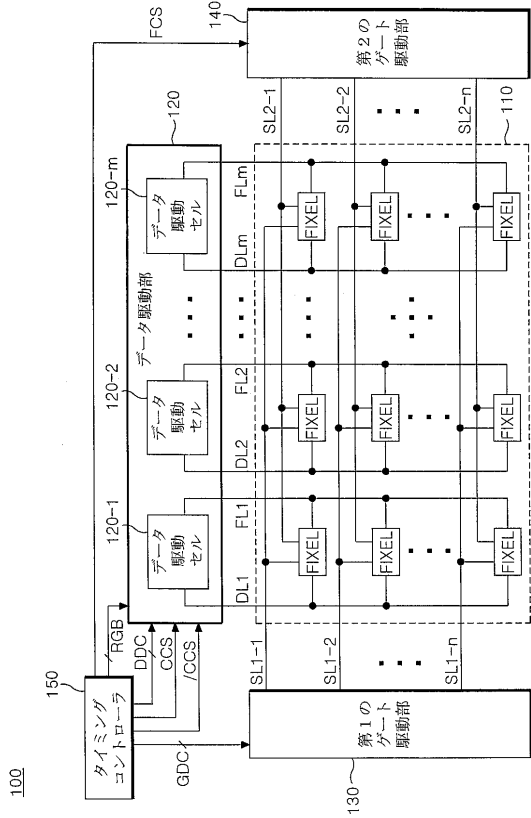 100
150
タイミング
コントローラ
RGB
DDC
CCS
/CCS
GDC
FCS
120
データ駆動部
120-1
データ
駆動
セル
120-2
データ
駆動
セル
120-m
データ
駆動
セル
DL1
FL1
DL2
FL2
DLm
FLm
130
第1の
ゲート
駆動部
SL1-1
SL1-2
SL1-n
140
第2の
ゲート
駆動部
SL2-1
SL2-2
SL2-n
110
FIXEL
FIXEL
FIXEL
FIXEL
FIXEL
FIXEL
FIXEL
FIXEL
FIXEL